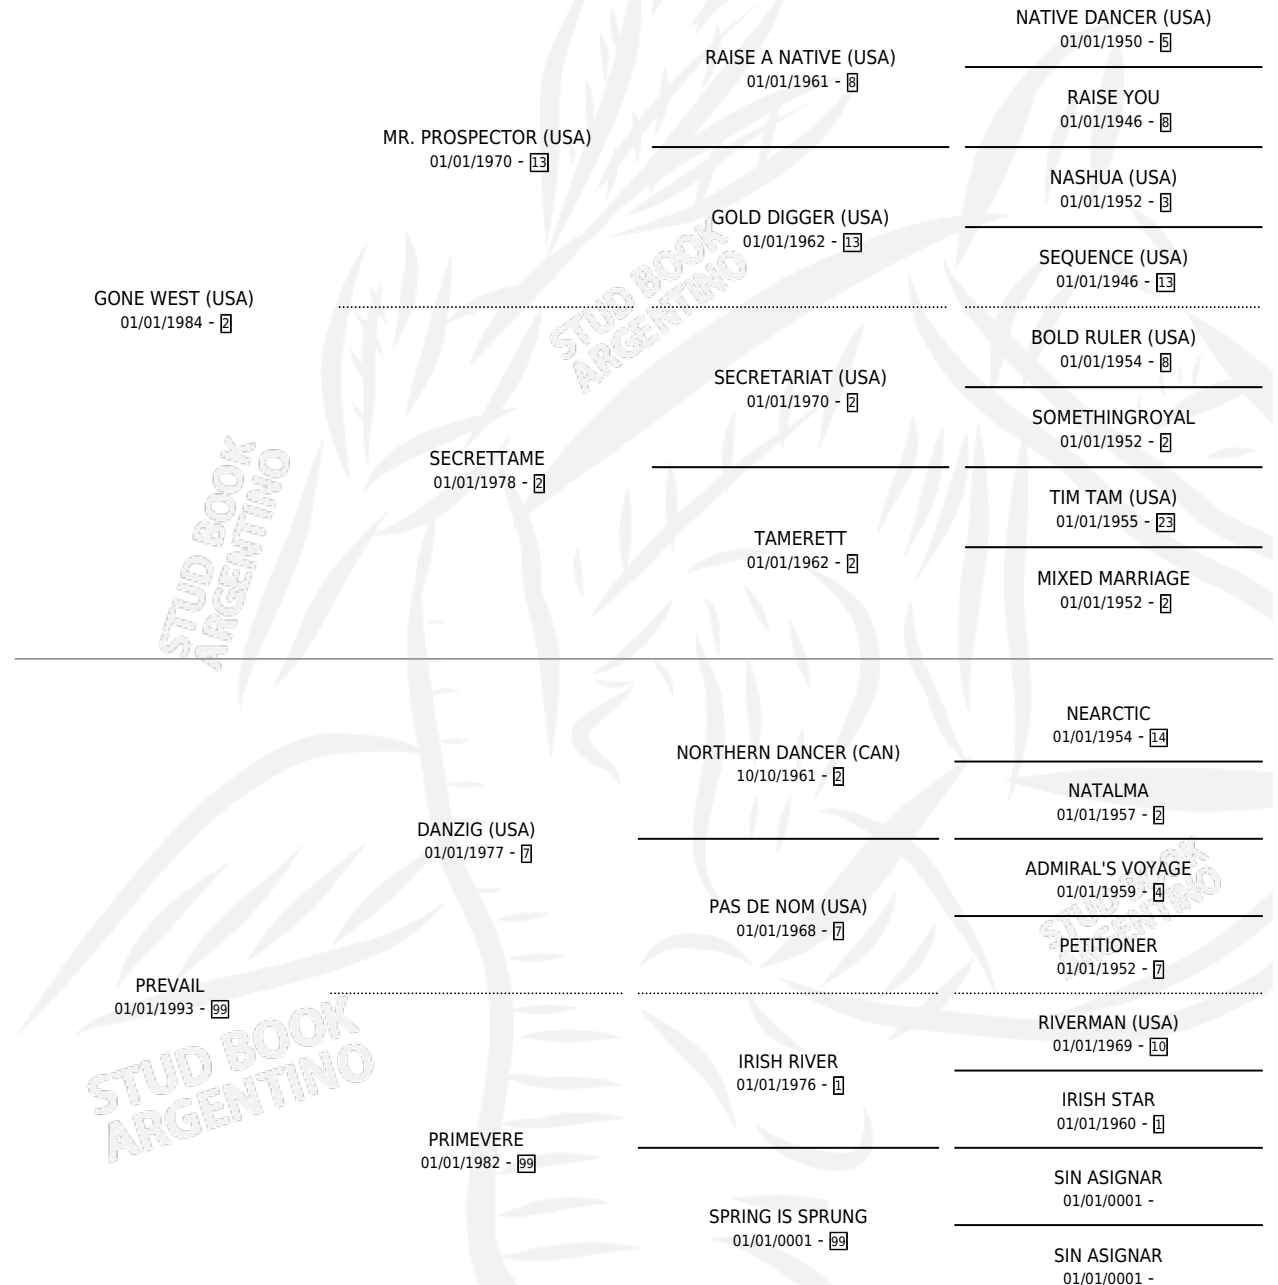 NATIVE DANCER (USA)
01/01/1950 - 5
RAISE A NATIVE (USA)
01/01/1961 - 8
RAISE YOU
01/01/1946 - 8
MR. PROSPECTOR (USA)
01/01/1970 - 13
NASHUA (USA)
01/01/1952 - 3
GOLD DIGGER (USA)
01/01/1962 - 13
SEQUENCE (USA)
01/01/1946 - 13
GONE WEST (USA)
01/01/1984 - 2
BOLD RULER (USA)
01/01/1954 - 8
SECRETARIAT (USA)
01/01/1970 - 2
SOMETHINGROYAL
01/01/1952 - 2
SECRETTAME
01/01/1978 - 2
TIM TAM (USA)
01/01/1955 - 23
TAMERETT
01/01/1962 - 2
MIXED MARRIAGE
01/01/1952 - 2
NEARCTIC
01/01/1954 - 14
NORTHERN DANCER (CAN)
10/10/1961 - 2
NATALMA
01/01/1957 - 2
DANZIG (USA)
01/01/1977 - 7
ADMIRAL'S VOYAGE
01/01/1959 - 4
PAS DE NOM (USA)
01/01/1968 - 7
PETITIONER
01/01/1952 - 7
PREVAIL
01/01/1993 - 99
RIVERMAN (USA)
01/01/1969 - 10
IRISH RIVER
01/01/1976 - 1
IRISH STAR
01/01/1960 - 1
PRIMEVERE
01/01/1982 - 99
SIN ASIGNAR
01/01/0001 -
SPRING IS SPRUNG
01/01/0001 - 99
SIN ASIGNAR
01/01/0001 -
STUD BOOK
ARGENTINO
STUD BOOK
ARGENTINO
STUD BOOK
ARGENTINO
STUD BOOK
ARGENTINO